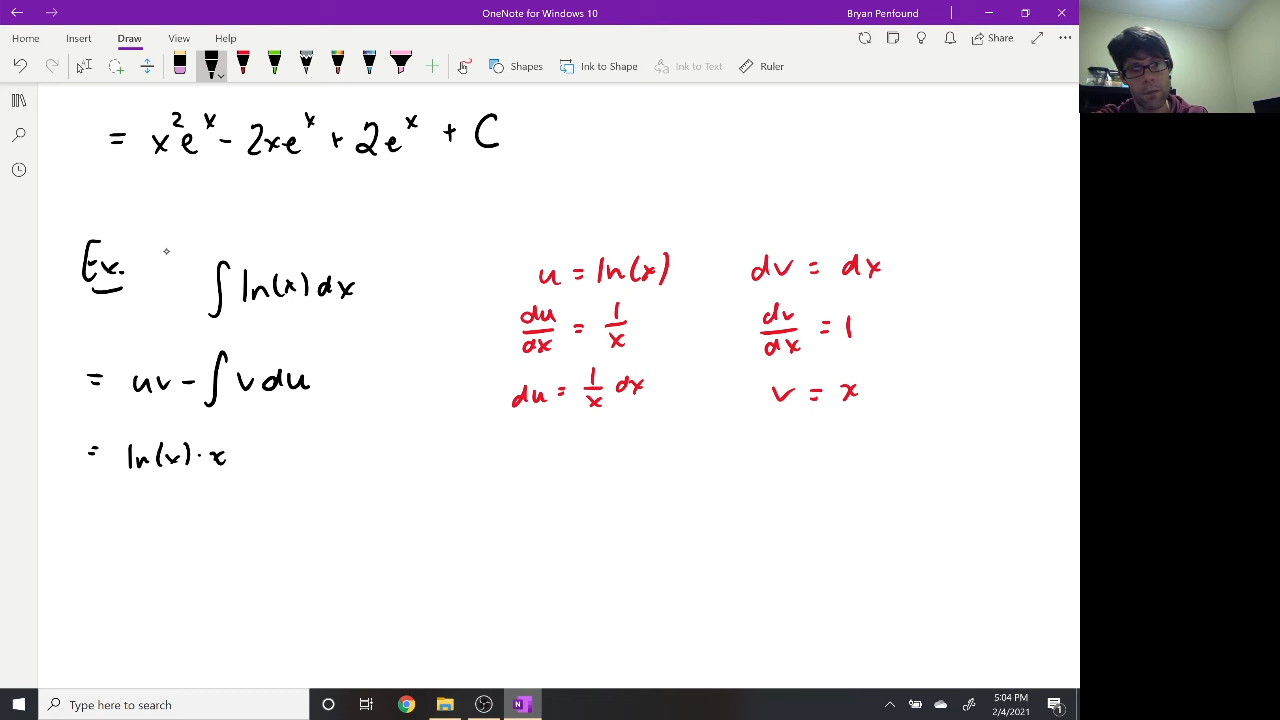 OneNote for Windows 10
Bryan Penfound
Home Insert Draw View Help
Share
Shapes Ink to Shape Ink to Text Ruler
= x²eˣ - 2xeˣ + 2eˣ + C
Ex. ∫ ln(x) dx
u = ln(x) dv = dx
du/dx = 1/x dv/dx = 1
= uv - ∫ v du
du = 1/x dx v = x
= ln(x) · x
Type here to search
5:04 PM
2/4/2021
1